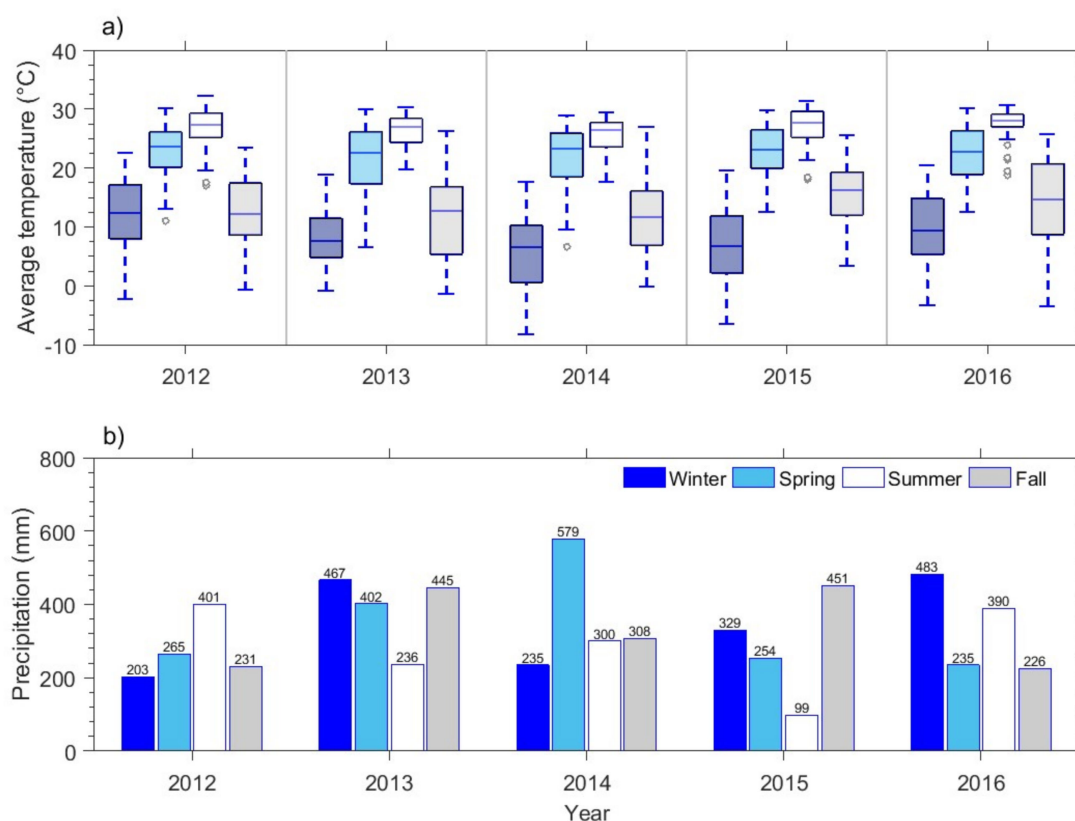 a)
Average temperature (°C)
40
30
20
10
0
-10
2012 2013 2014 2015 2016
b)
Precipitation (mm)
800
600
400
200
0
Winter Spring Summer Fall
203 265 401 231
467 402 236 445
235 579 300 308
329 254 99 451
483 235 390 226
2012 2013 2014 2015 2016
Year